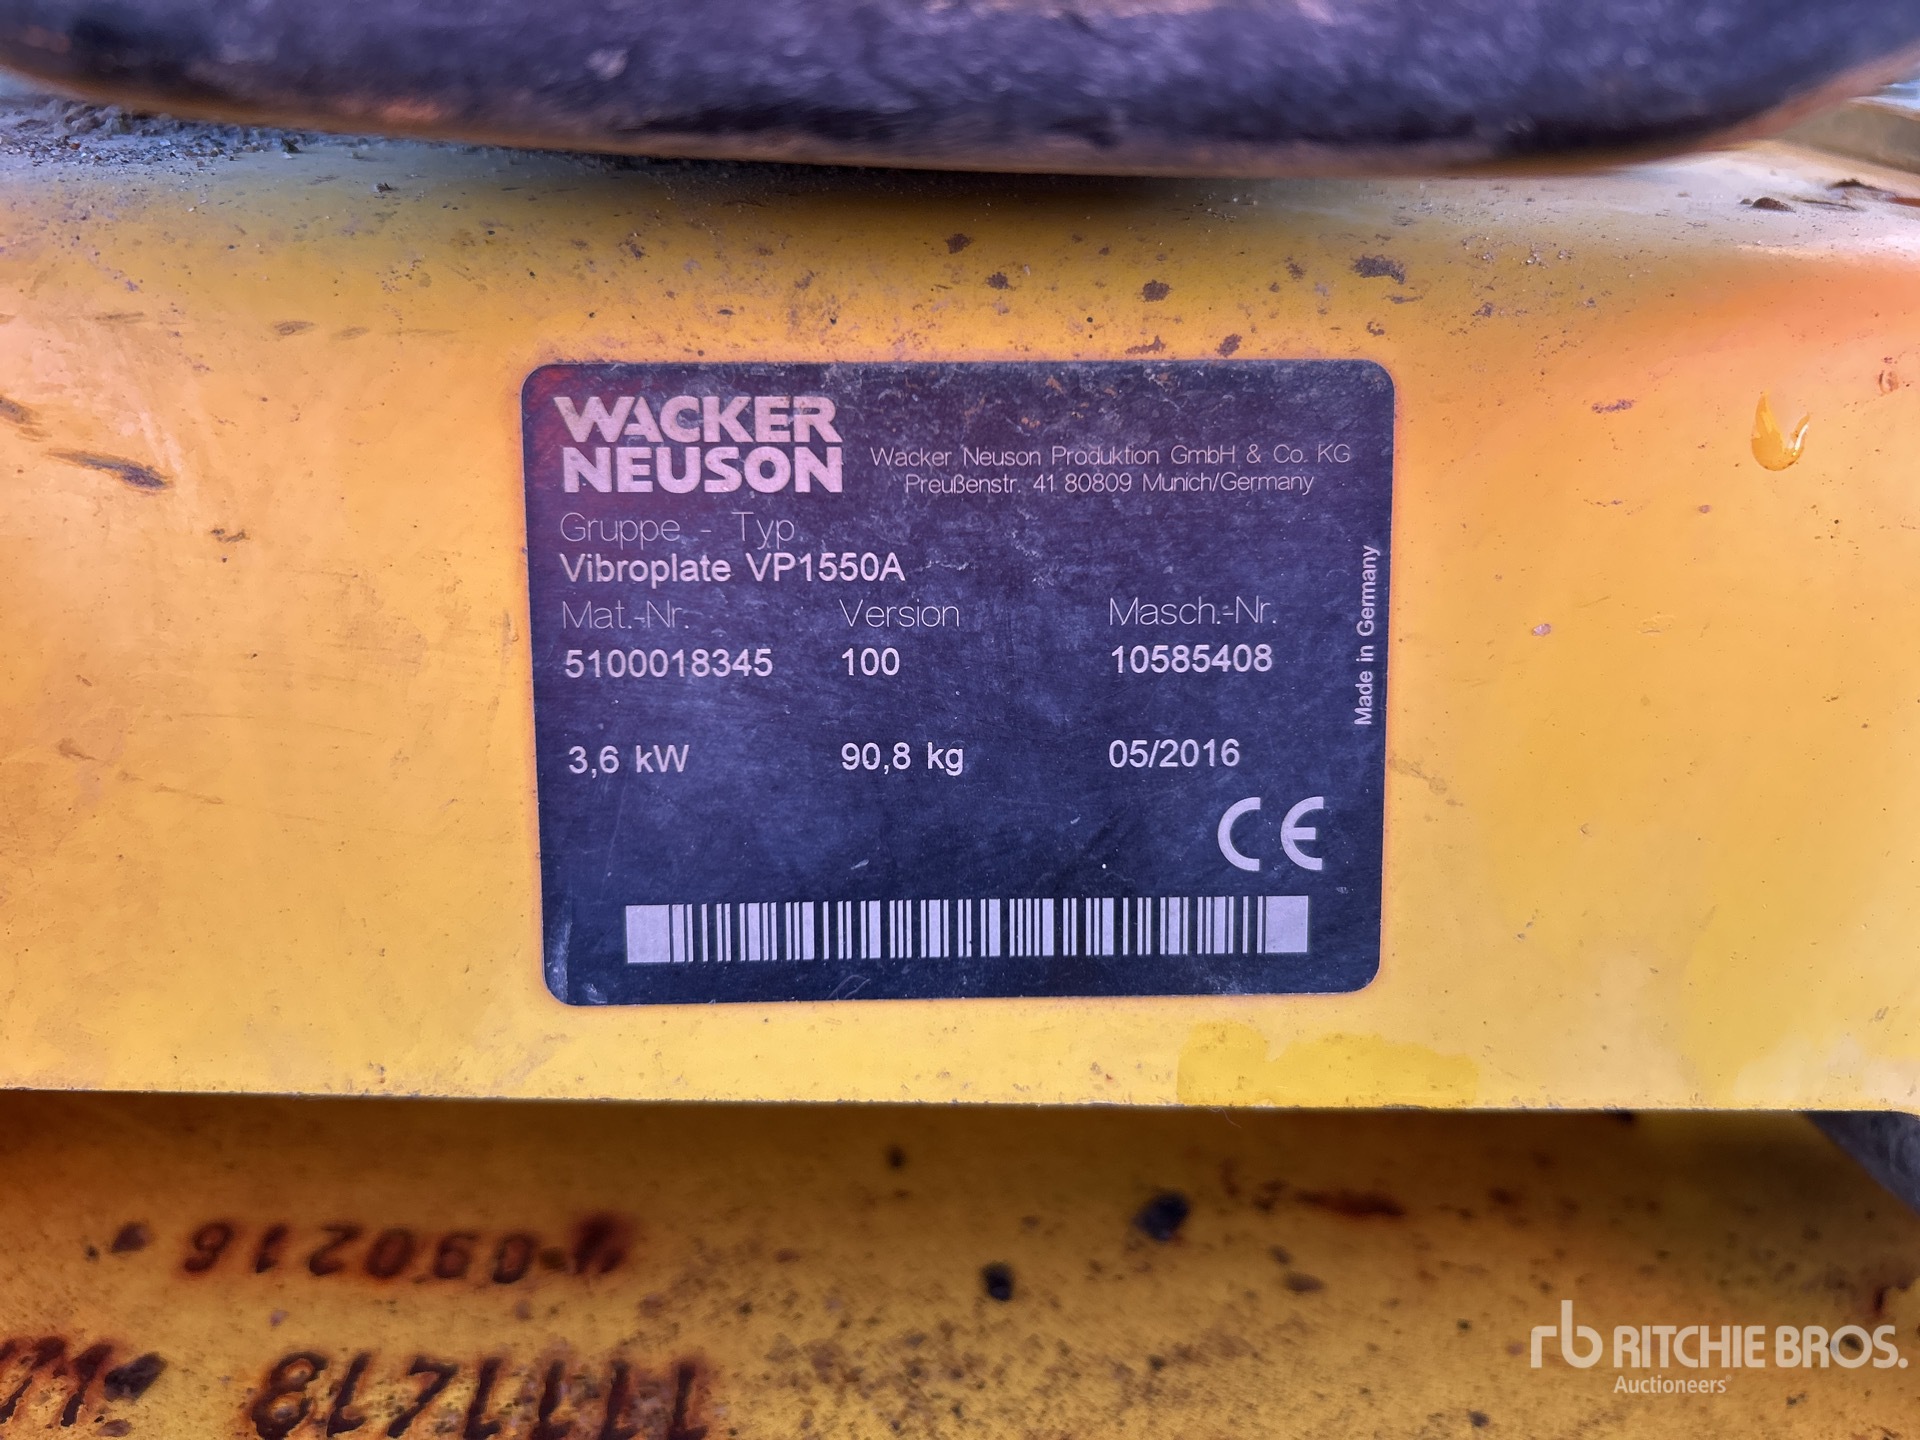 WACKER
NEUSON
Wacker Neuson Produktion GmbH & Co. KG
Preußenstr. 41 80809 Munich/Germany
Gruppe - Typ
Vibroplate VP1550A
Mat.-Nr. Version Masch.-Nr.
5100018345 100 10585408
3,6 kW 90,8 kg 05/2016
Made in Germany
CE
rb RITCHIE BROS.
Auctioneers